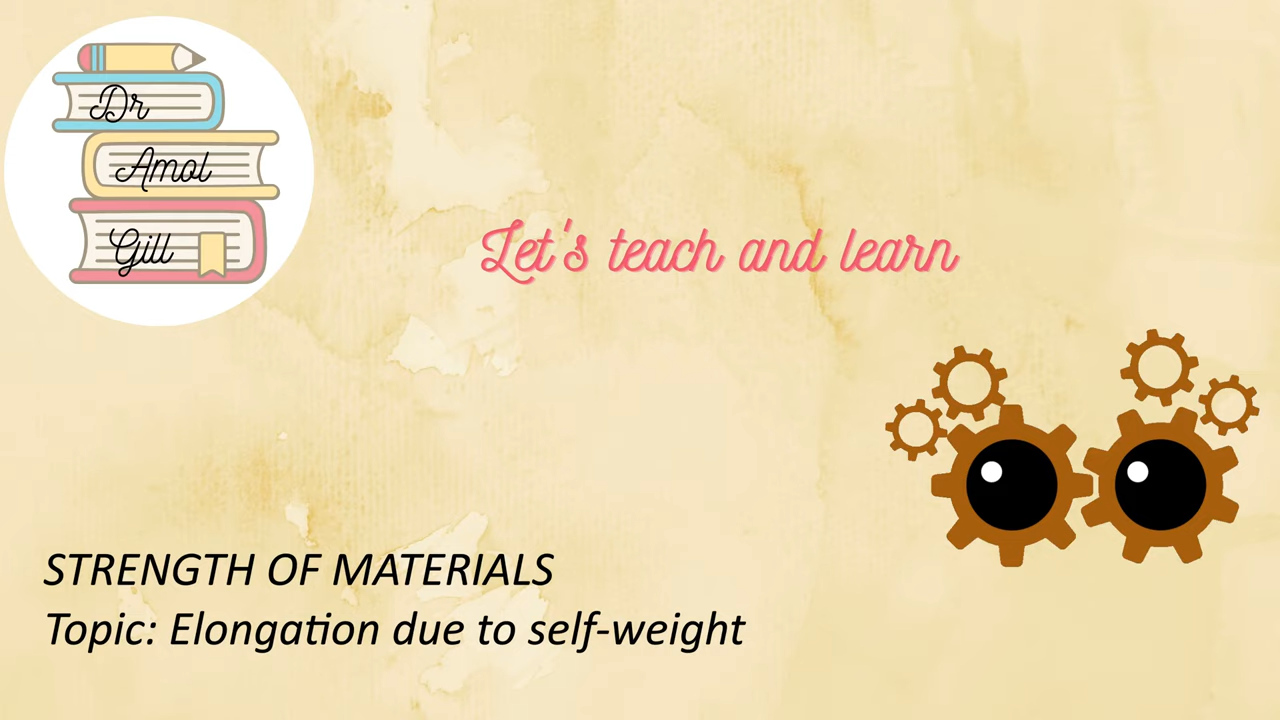 Dr
Amol
Gill
Let's teach and learn
STRENGTH OF MATERIALS
Topic: Elongation due to self-weight